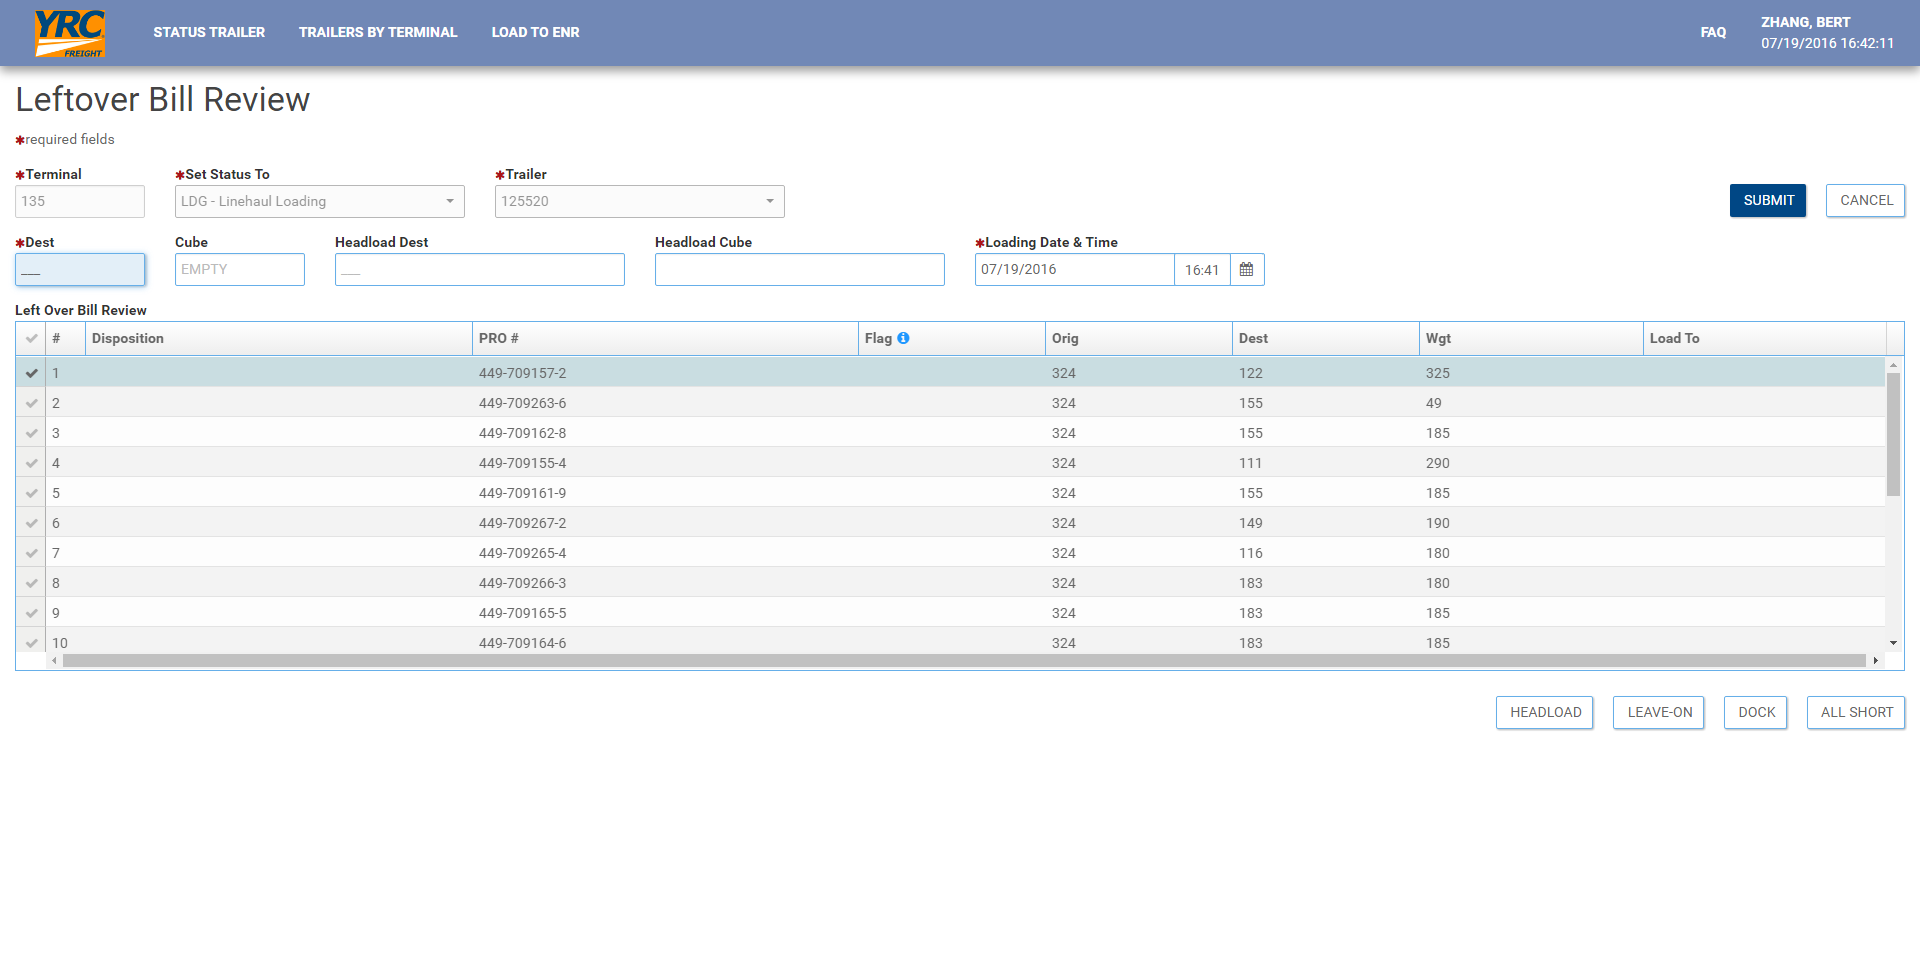 YRC
FREIGHT
STATUS TRAILER TRAILERS BY TERMINAL LOAD TO ENR FAQ ZHANG, BERT
07/19/2016 16:42:11
Leftover Bill Review
✱required fields
✱Terminal ✱Set Status To ✱Trailer
135 LDG - Linehaul Loading 125520 SUBMIT CANCEL
✱Dest Cube Headload Dest Headload Cube ✱Loading Date & Time
___ EMPTY ___ 07/19/2016 16:41
Left Over Bill Review
# Disposition PRO # Flag Orig Dest Wgt Load To
1 449-709157-2 324 122 325
2 449-709263-6 324 155 49
3 449-709162-8 324 155 185
4 449-709155-4 324 111 290
5 449-709161-9 324 155 185
6 449-709267-2 324 149 190
7 449-709265-4 324 116 180
8 449-709266-3 324 183 180
9 449-709165-5 324 183 185
10 449-709164-6 324 183 185
HEADLOAD LEAVE-ON DOCK ALL SHORT